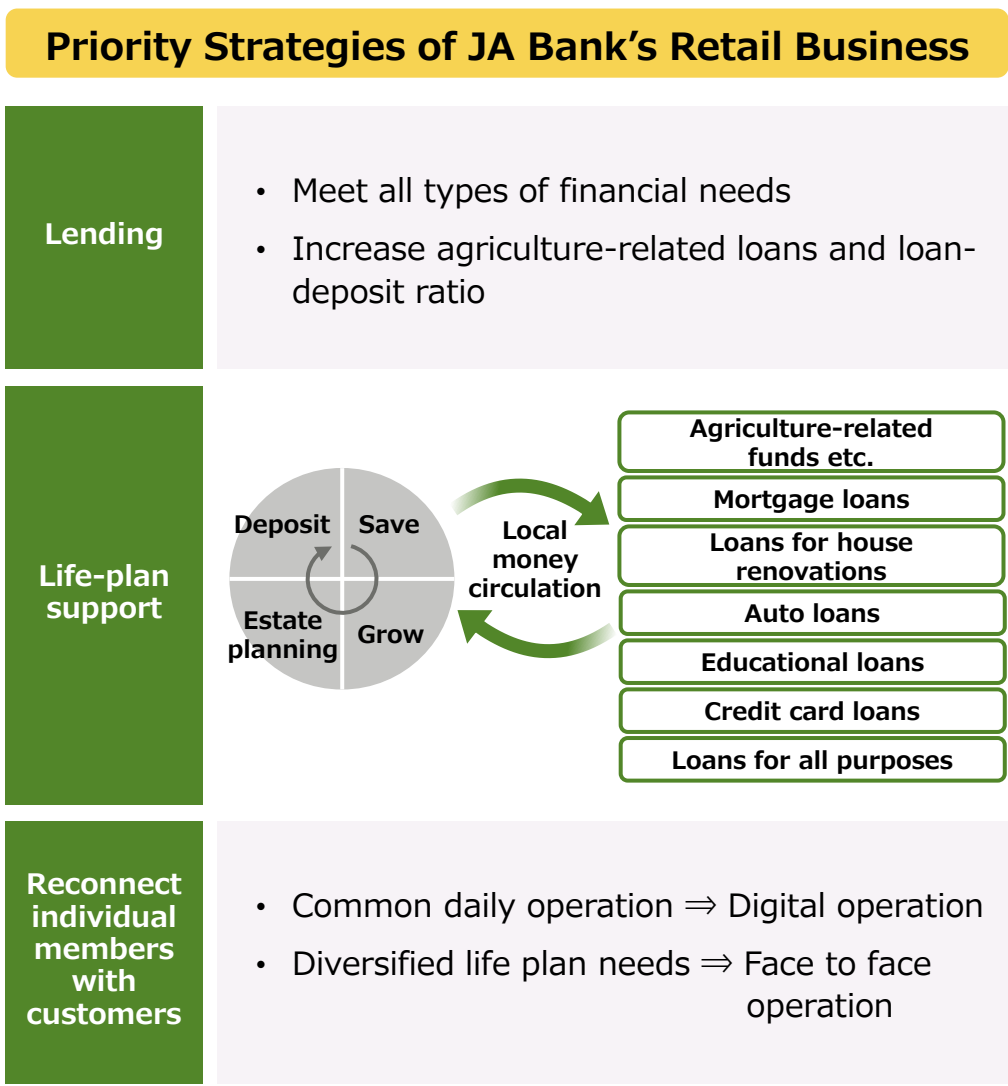 Priority Strategies of JA Bank’s Retail Business
Lending
• Meet all types of financial needs
• Increase agriculture-related loans and loan-
deposit ratio
Life-plan
support
Deposit
Save
Estate
planning
Grow
Local
money
circulation
Agriculture-related
funds etc.
Mortgage loans
Loans for house
renovations
Auto loans
Educational loans
Credit card loans
Loans for all purposes
Reconnect
individual
members
with
customers
• Common daily operation ⇒ Digital operation
• Diversified life plan needs ⇒ Face to face
operation